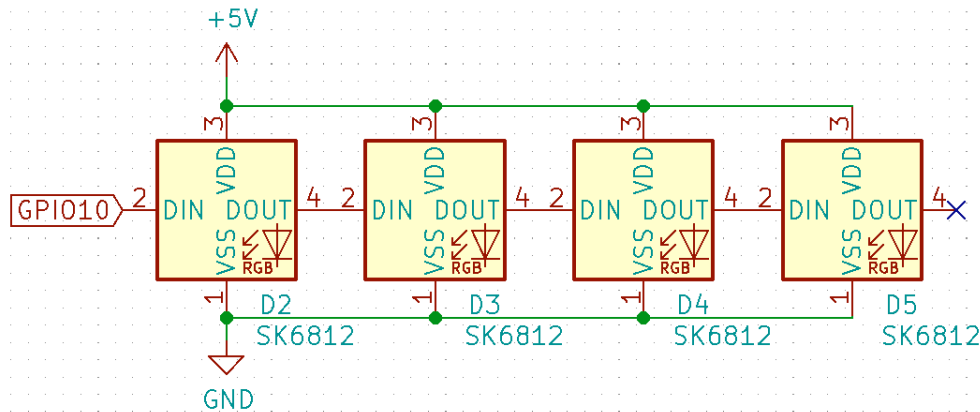 +5V
3 3 3 3
VDD VDD VDD VDD
GPIO10 2 DIN DOUT 4 2 DIN DOUT 4 2 DIN DOUT 4 2 DIN DOUT 4
VSS VSS VSS VSS
RGB RGB RGB RGB
1 1 1 1
D2 D3 D4 D5
SK6812 SK6812 SK6812 SK6812
GND